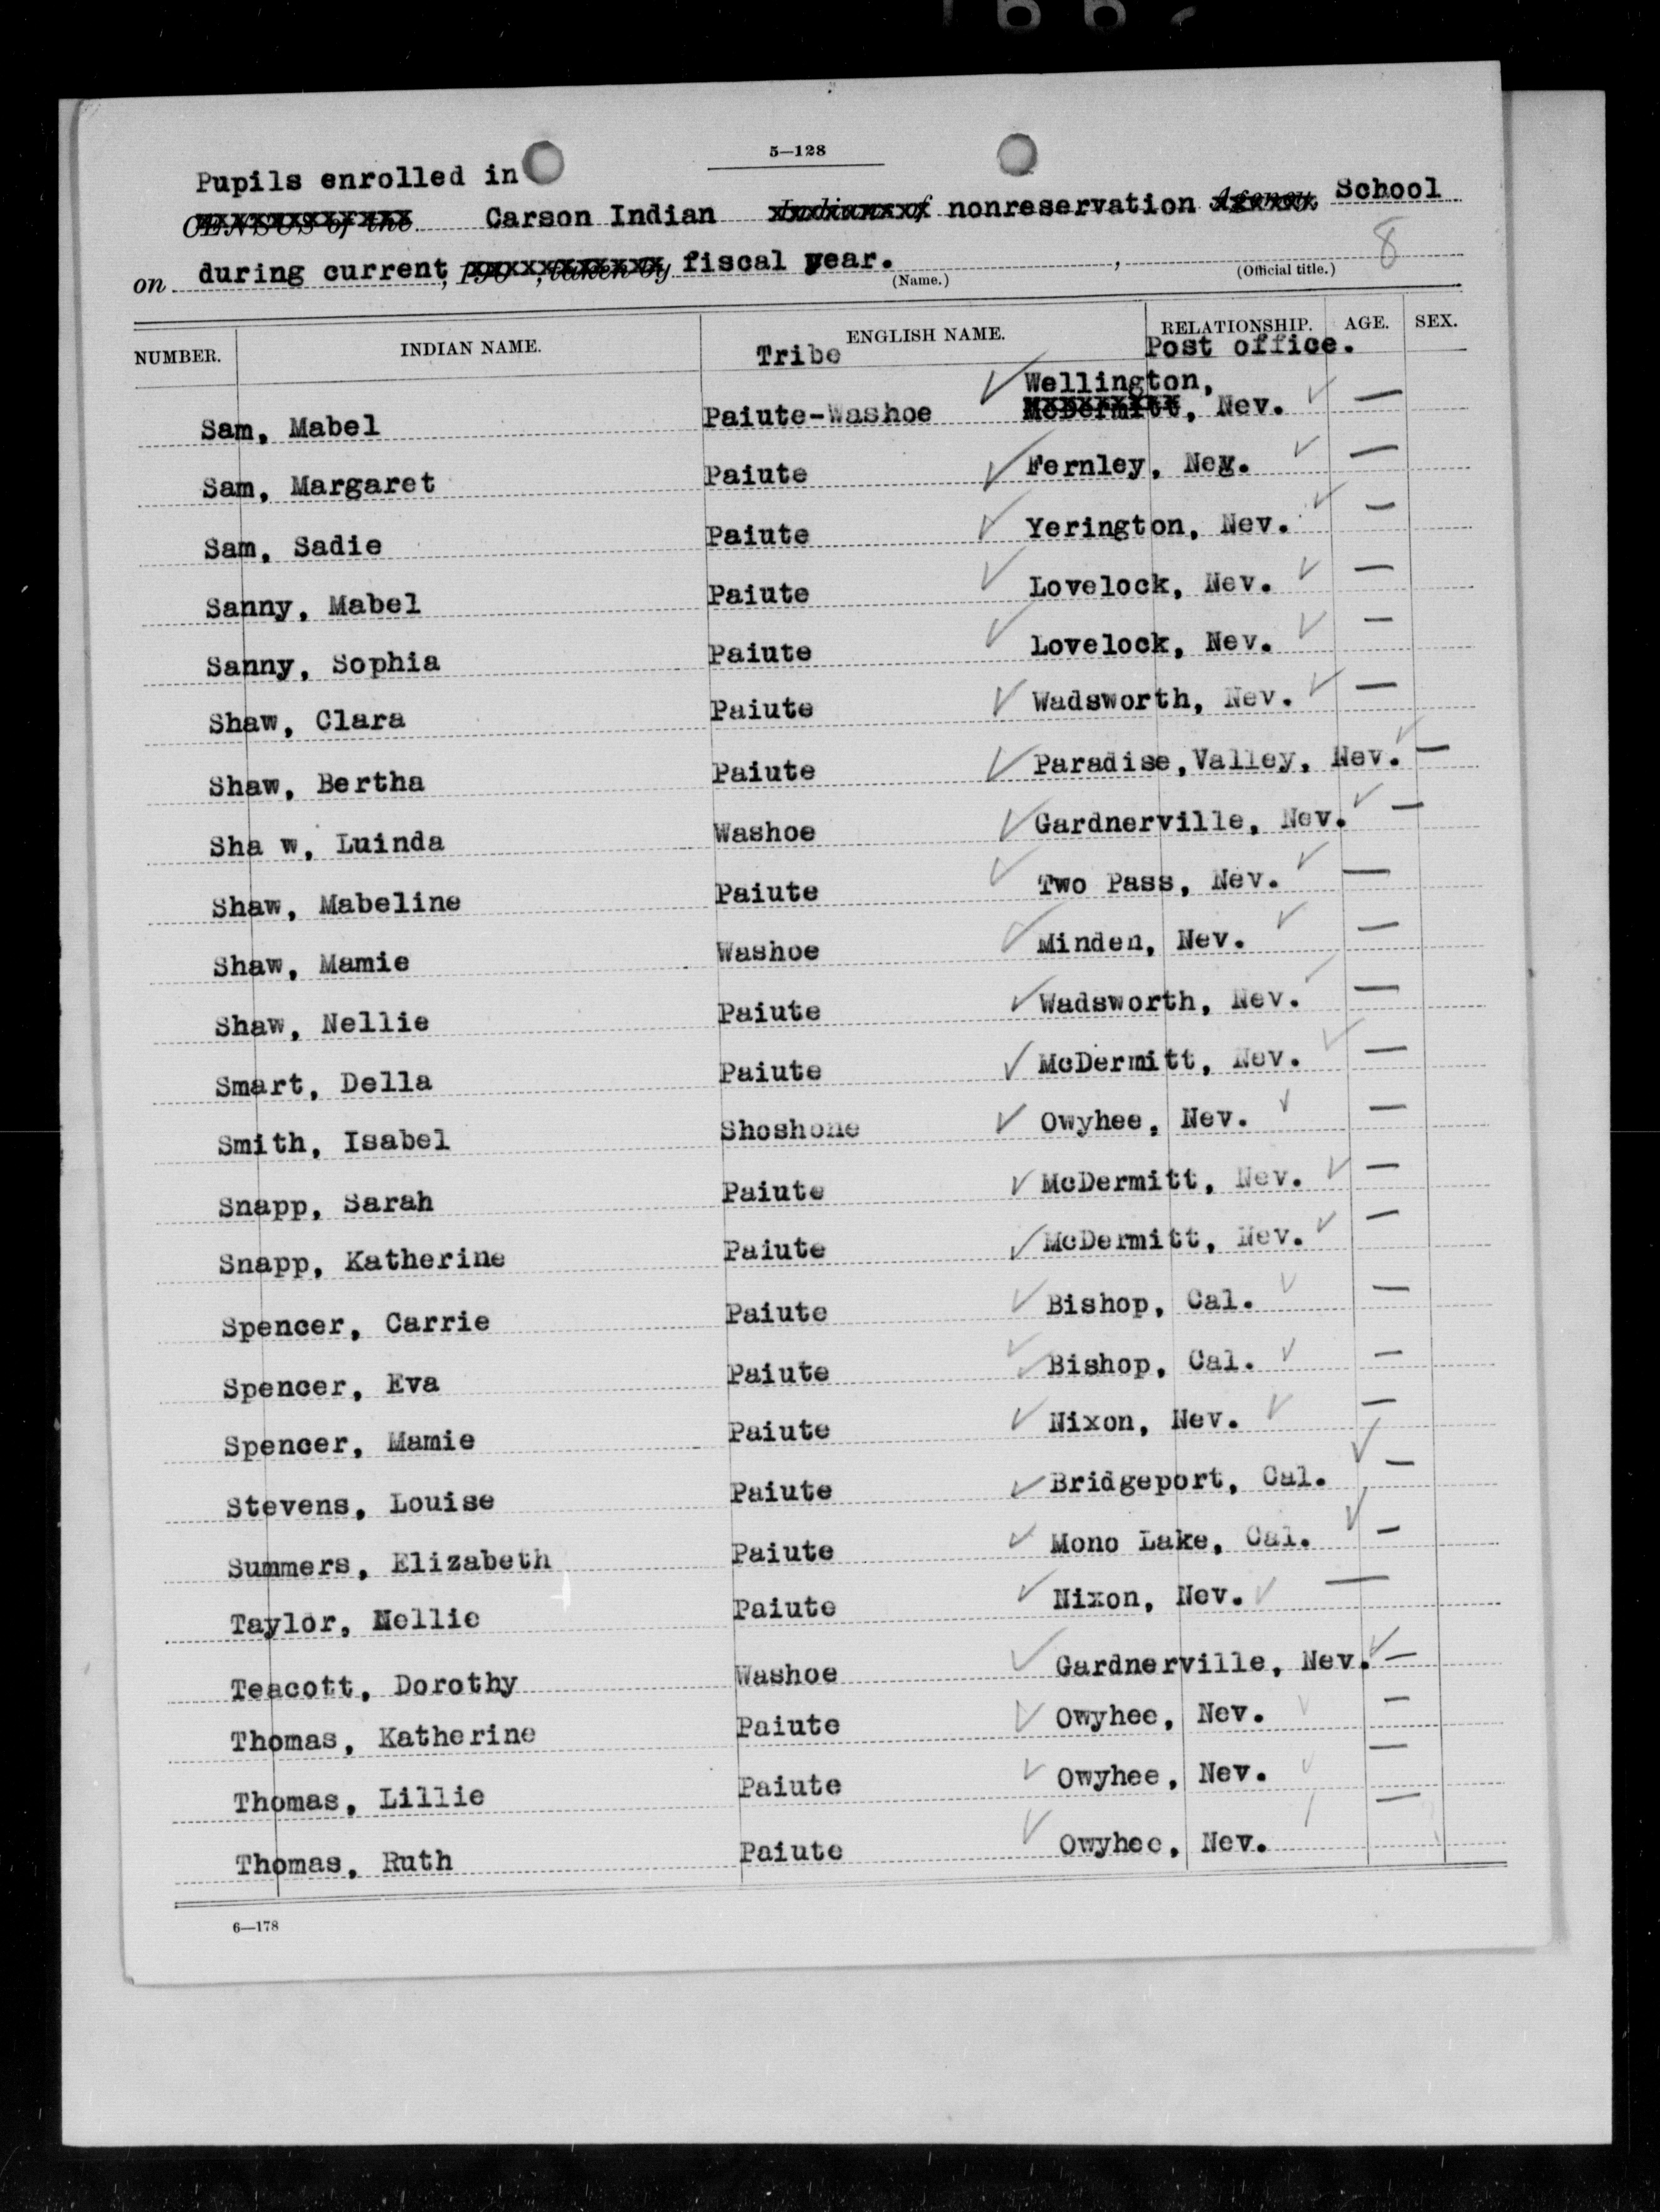 5—128
Pupils enrolled in
CENSUS of the Carson Indian Indians of nonreservation Agency, School
on during current, 190 , taken by fiscal year. ,
(Name.) (Official title.)
8
NUMBER. INDIAN NAME. ENGLISH NAME. RELATIONSHIP. AGE. SEX.
Tribe Post office.
Wellington,
Sam, Mabel Paiute-Washoe McDermitt, Nev. —
Sam, Margaret Paiute Fernley, Nev. —
Sam, Sadie Paiute Yerington, Nev. —
Sanny, Mabel Paiute Lovelock, Nev. —
Sanny, Sophia Paiute Lovelock, Nev. —
Shaw, Clara Paiute Wadsworth, Nev. —
Shaw, Bertha Paiute Paradise,Valley, Nev. —
Sha w, Luinda Washoe Gardnerville, Nev. —
Shaw, Mabeline Paiute Two Pass, Nev. —
Shaw, Mamie Washoe Minden, Nev. —
Shaw, Nellie Paiute Wadsworth, Nev. —
Smart, Della Paiute McDermitt, Nev. —
Smith, Isabel Shoshone Owyhee, Nev. —
Snapp, Sarah Paiute McDermitt, Nev. —
Snapp, Katherine Paiute McDermitt, Nev. —
Spencer, Carrie Paiute Bishop, Cal. —
Spencer, Eva Paiute Bishop, Cal. —
Spencer, Mamie Paiute Nixon, Nev. —
Stevens, Louise Paiute Bridgeport, Cal. —
Summers, Elizabeth Paiute Mono Lake, Cal. —
Taylor, Nellie Paiute Nixon, Nev. —
Teacott, Dorothy Washoe Gardnerville, Nev. —
Thomas, Katherine Paiute Owyhee, Nev. —
Thomas, Lillie Paiute Owyhee, Nev. —
Thomas, Ruth Paiute Owyhee, Nev. —
6—178